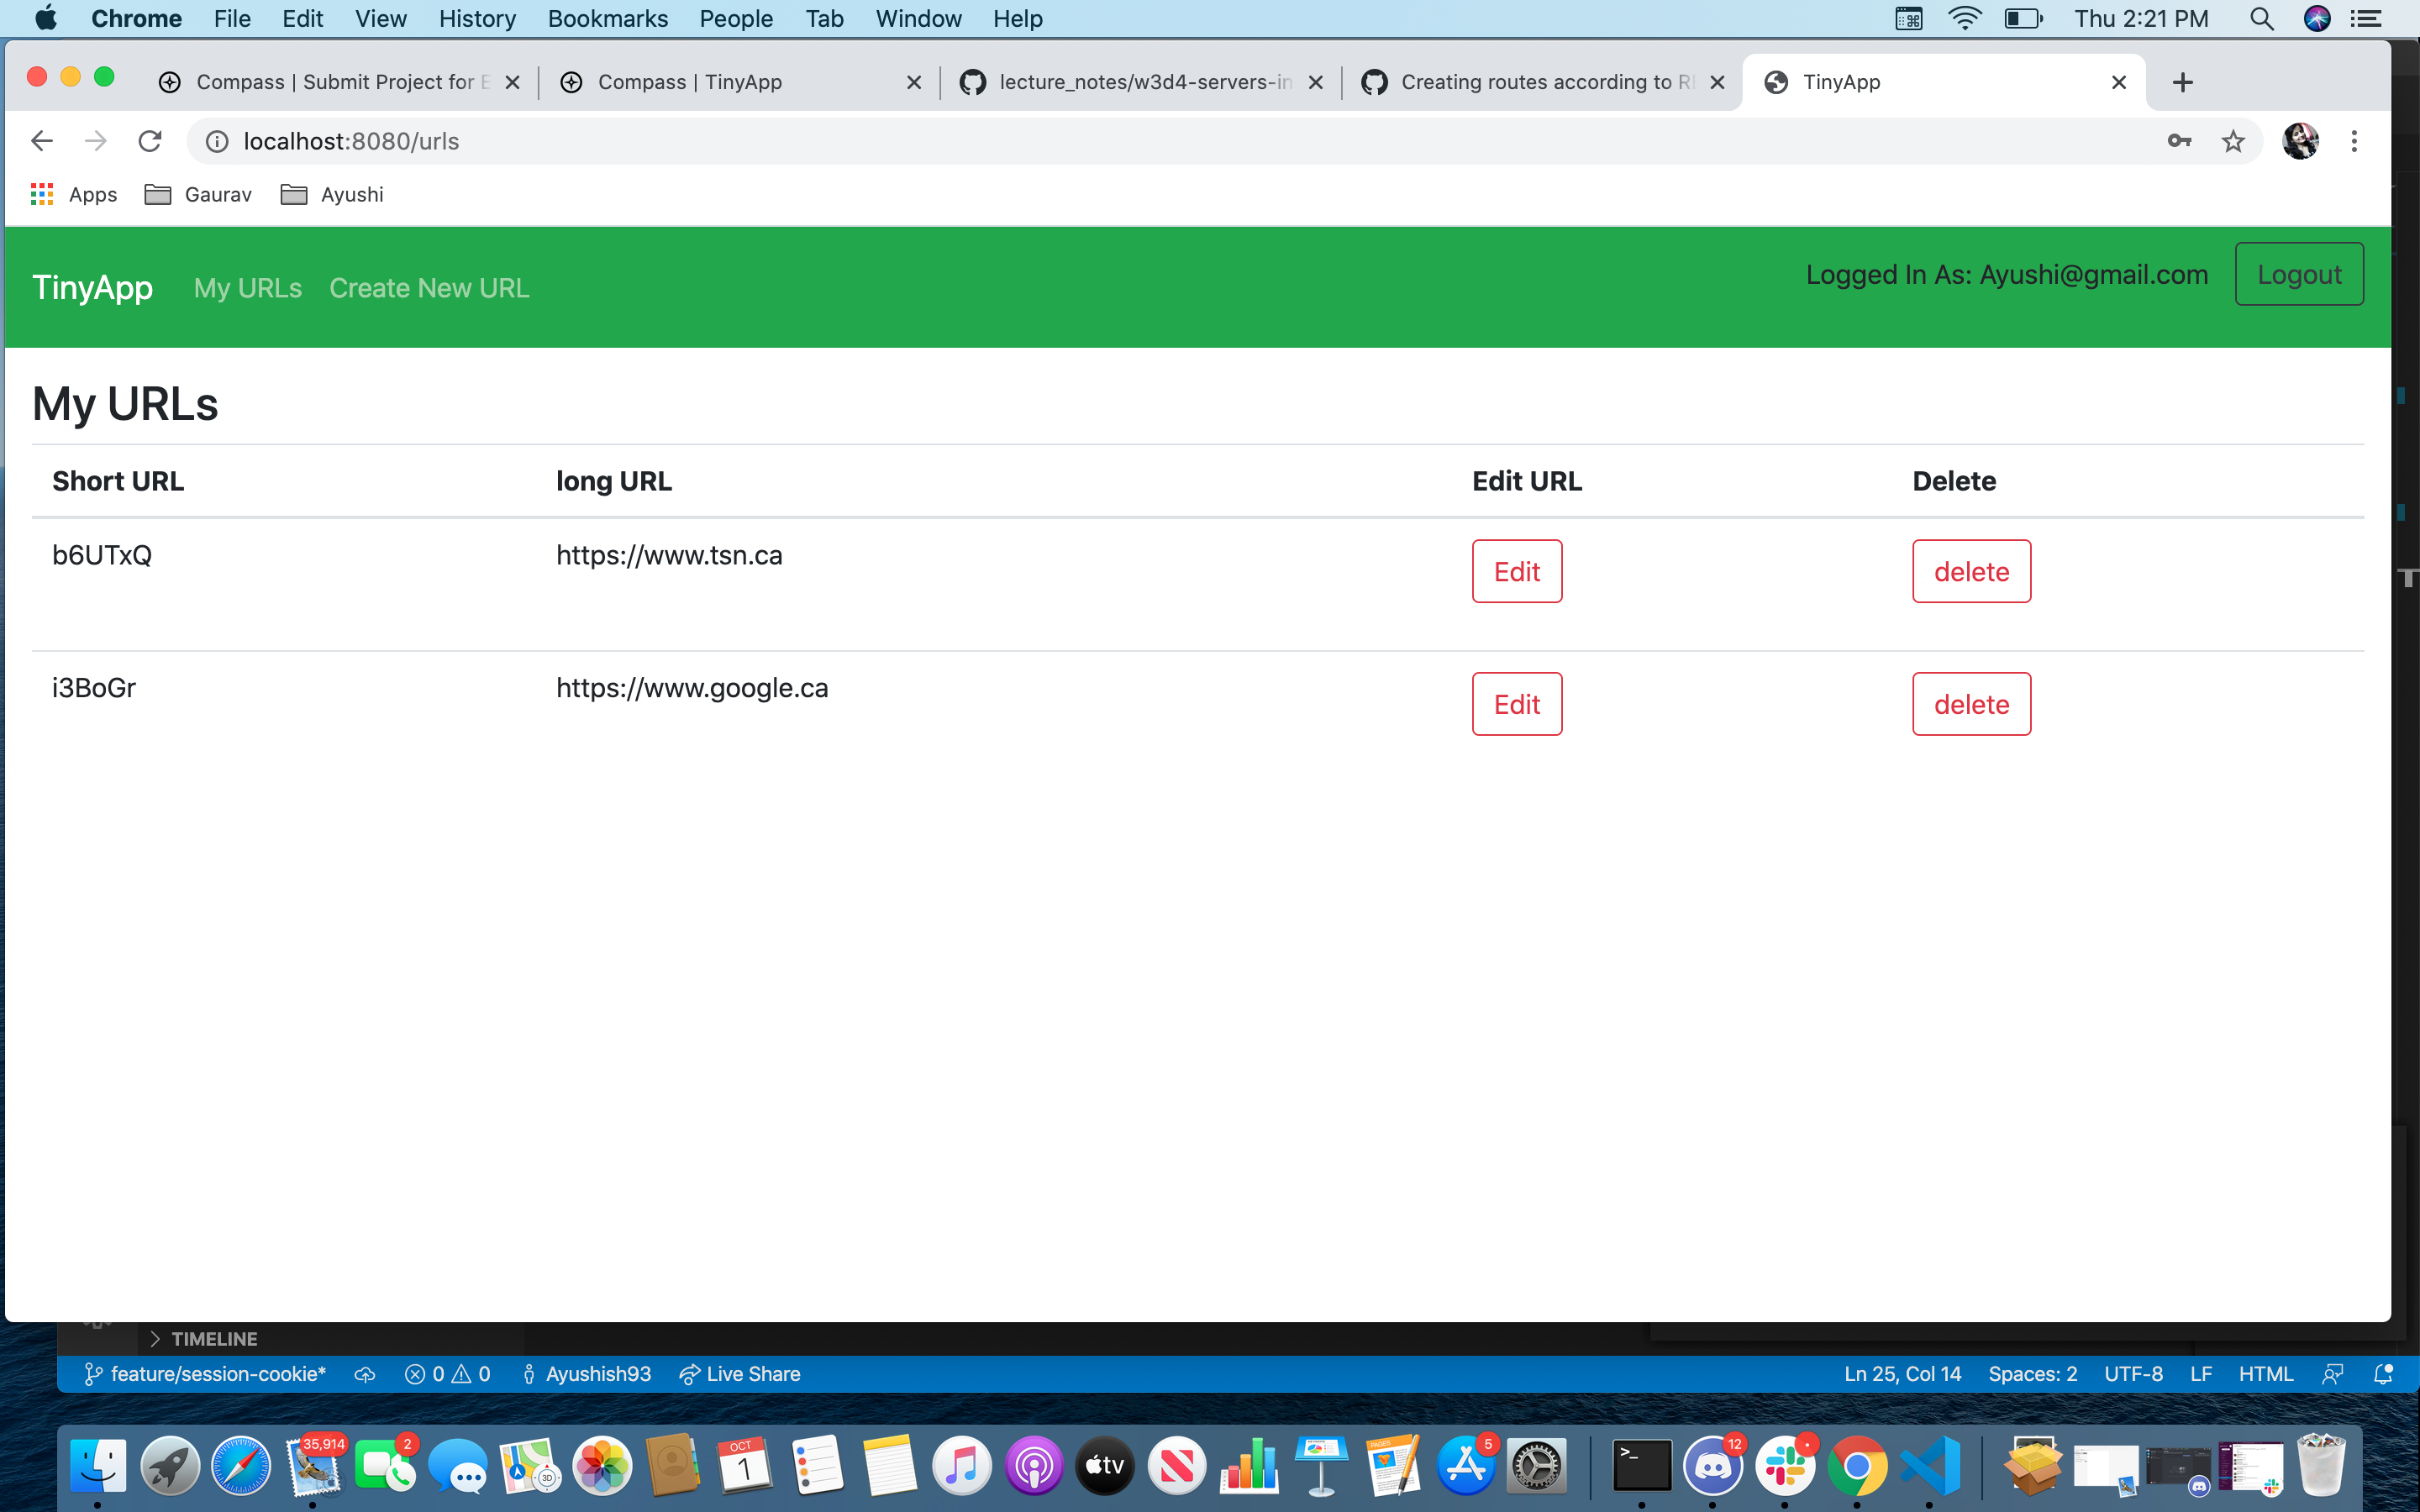 Chrome File Edit View History Bookmarks People Tab Window Help Thu 2:21 PM
Compass | Submit Project for E Compass | TinyApp lecture_notes/w3d4-servers-in Creating routes according to RE TinyApp
localhost:8080/urls
Apps Gaurav Ayushi
TinyApp My URLs Create New URL Logged In As: Ayushi@gmail.com Logout
My URLs
Short URL long URL Edit URL Delete
b6UTxQ https://www.tsn.ca Edit delete
i3BoGr https://www.google.ca Edit delete
TIMELINE
feature/session-cookie* 0 0 Ayushish93 Live Share Ln 25, Col 14 Spaces: 2 UTF-8 LF HTML
35,914 2 3D OCT 1 tv PAGES 5 >_ 12